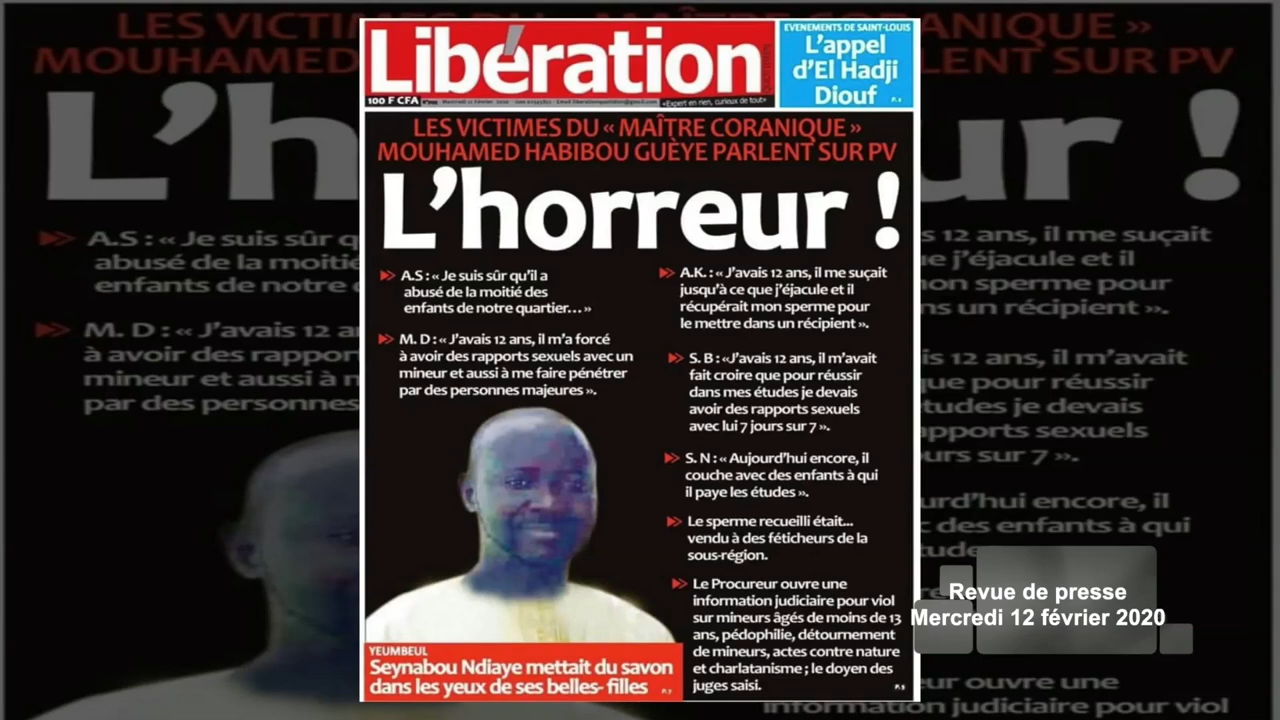 Libération
100 F CFA
«Expert en rien, curieux de tout»
EVENEMENTS DE SAINT-LOUIS
L'appel
d'El Hadji
Diouf
LES VICTIMES DU « MAÎTRE CORANIQUE »
MOUHAMED HABIBOU GUÈYE PARLENT SUR PV
L'horreur !
A.S : « Je suis sûr qu'il a
abusé de la moitié des
enfants de notre quartier... »
M. D : « J'avais 12 ans, il m'a forcé
à avoir des rapports sexuels avec un
mineur et aussi à me faire pénétrer
par des personnes majeures ».
A.K. : « J'avais 12 ans, il me suçait
jusqu'à ce que j'éjacule et il
récupérait mon sperme pour
le mettre dans un récipient ».
S. B : «J'avais 12 ans, il m'avait
fait croire que pour réussir
dans mes études je devais
avoir des rapports sexuels
avec lui 7 jours sur 7 ».
S. N : « Aujourd'hui encore, il
couche avec des enfants à qui
il paye les études ».
Le sperme recueilli était...
vendu à des féticheurs de la
sous-région.
Le Procureur ouvre une
information judiciaire pour viol
sur mineurs âgés de moins de 13
ans, pédophilie, détournement
de mineurs, actes contre nature
et charlatanisme ; le doyen des
juges saisi.
YEUMBEUL
Seynabou Ndiaye mettait du savon
dans les yeux de ses belles- filles
Revue de presse
Mercredi 12 février 2020